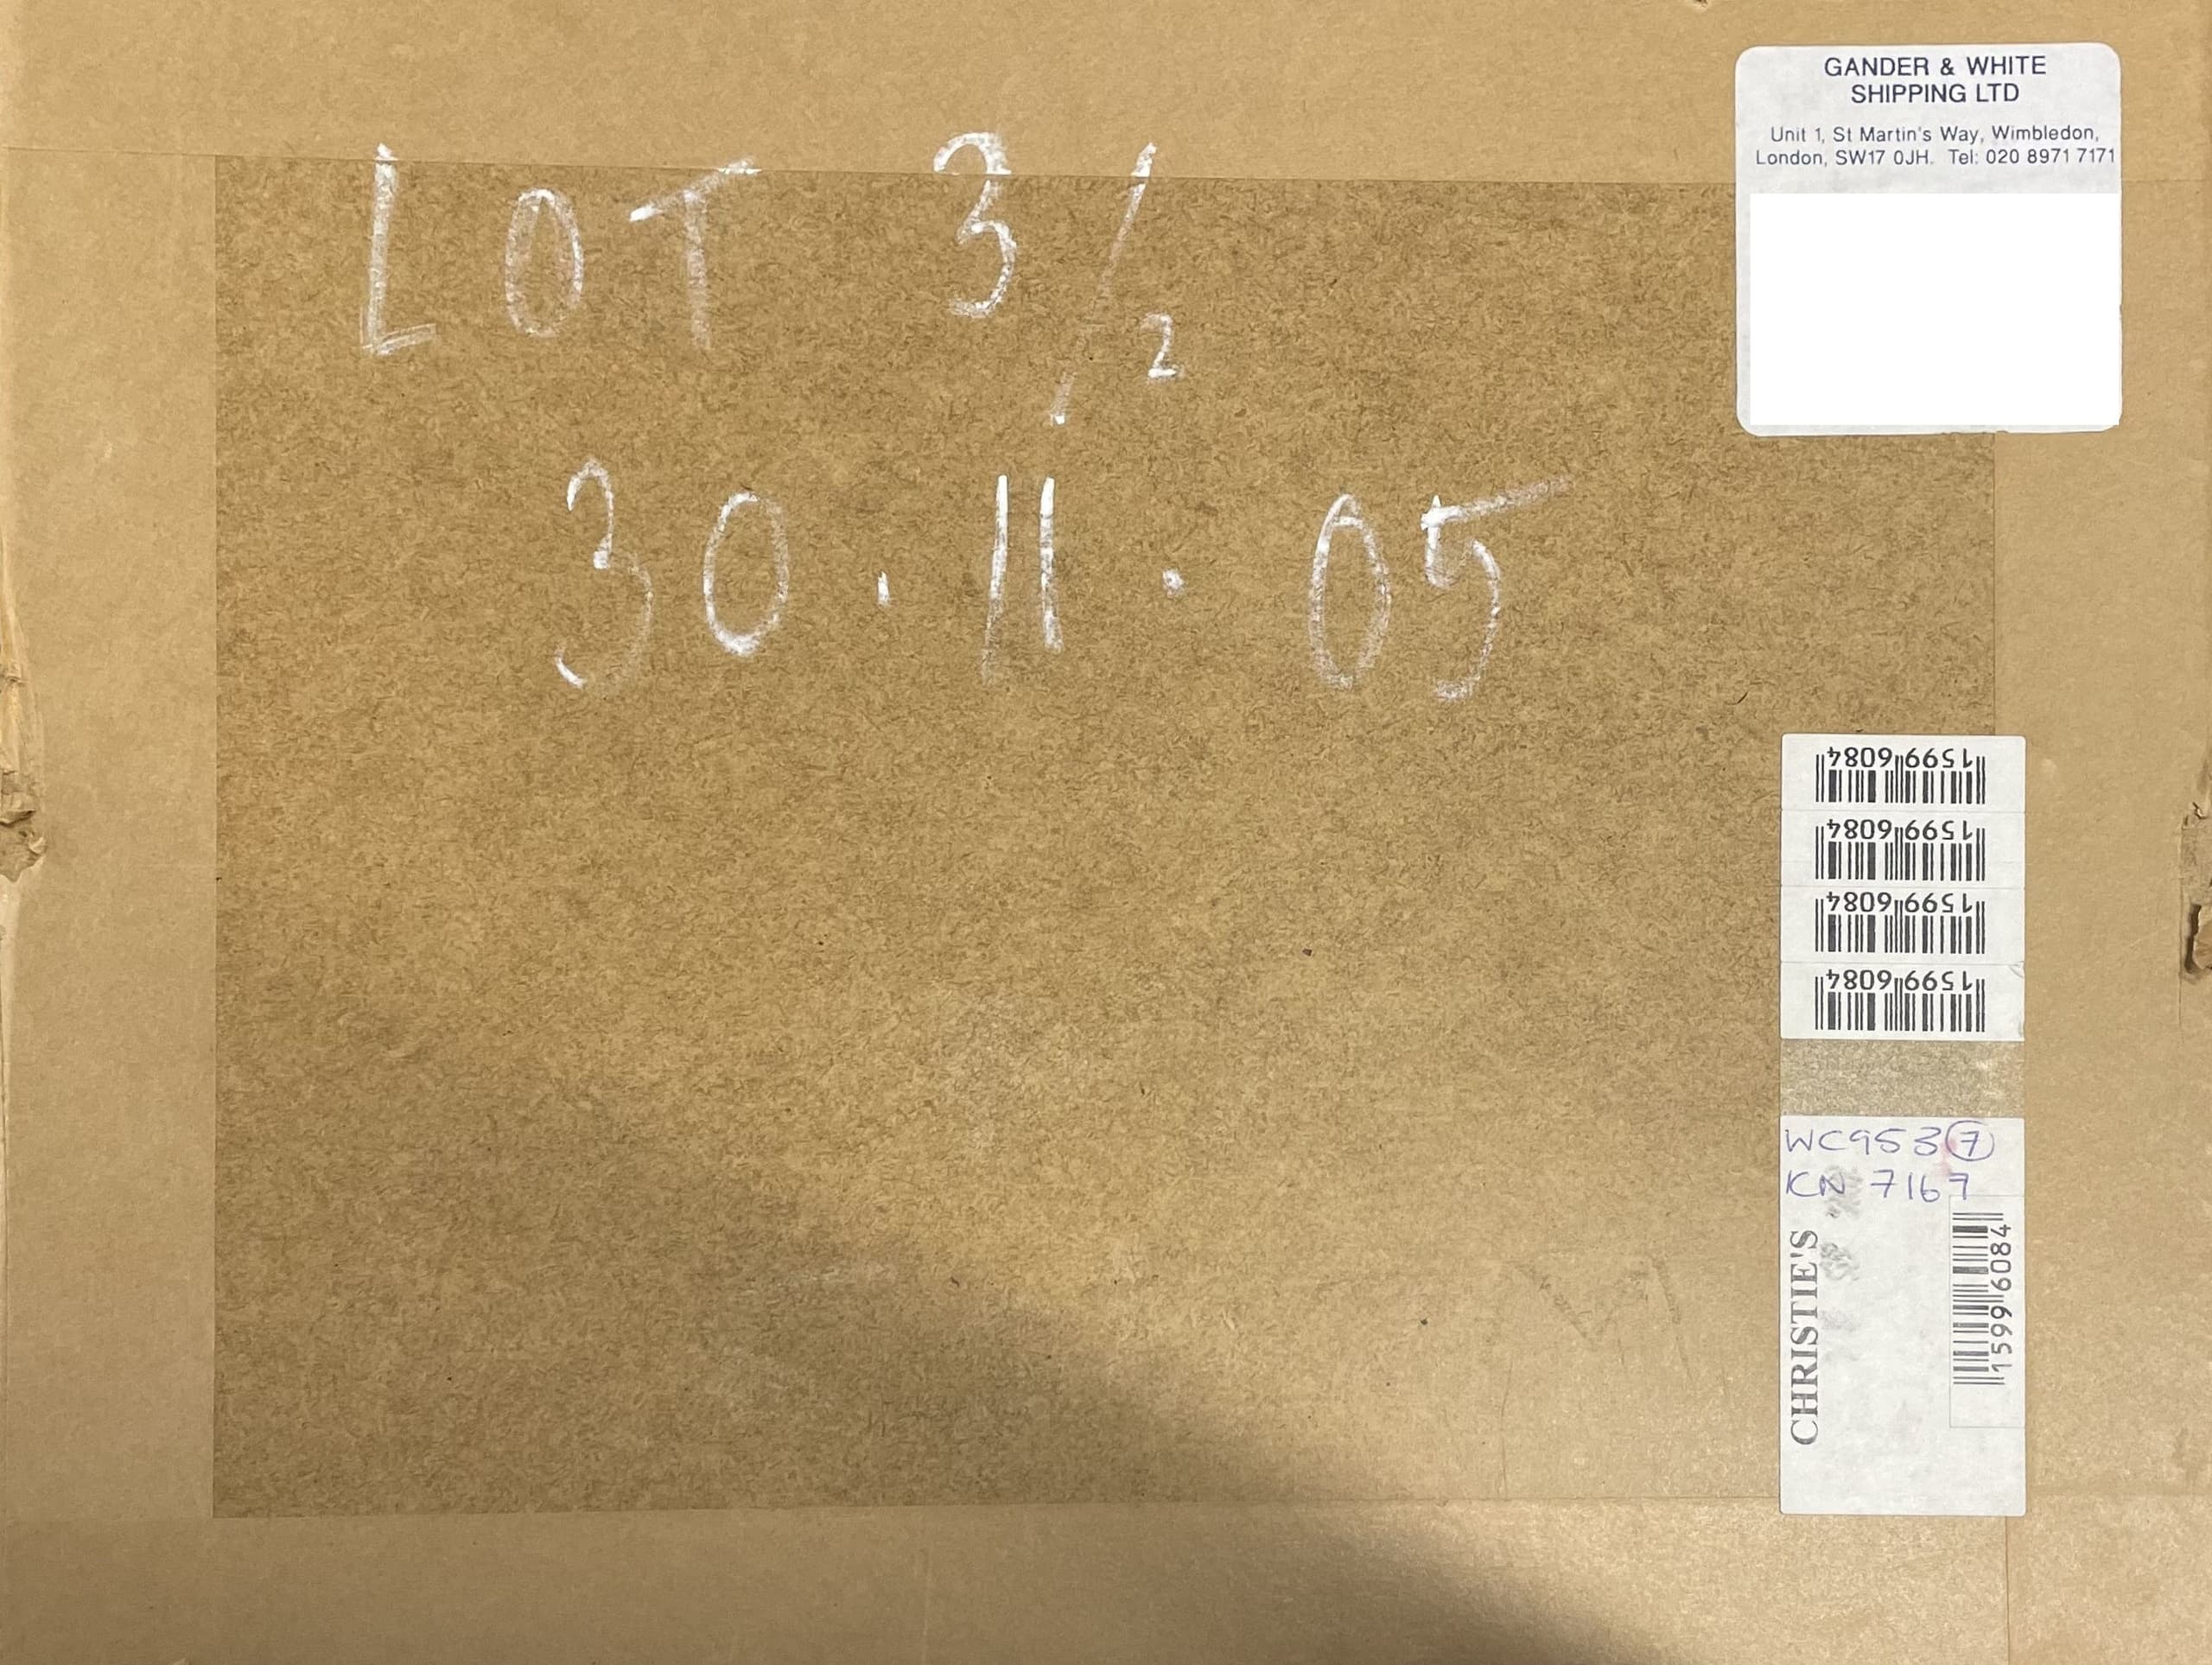 GANDER & WHITE
SHIPPING LTD
Unit 1, St Martin's Way, Wimbledon,
London, SW17 0JH. Tel: 020 8971 7171
LOT 3/2
30.11.05
15996084
15996084
15996084
15996084
WC953 7
KN 7167
CHRISTIE'S
15996084